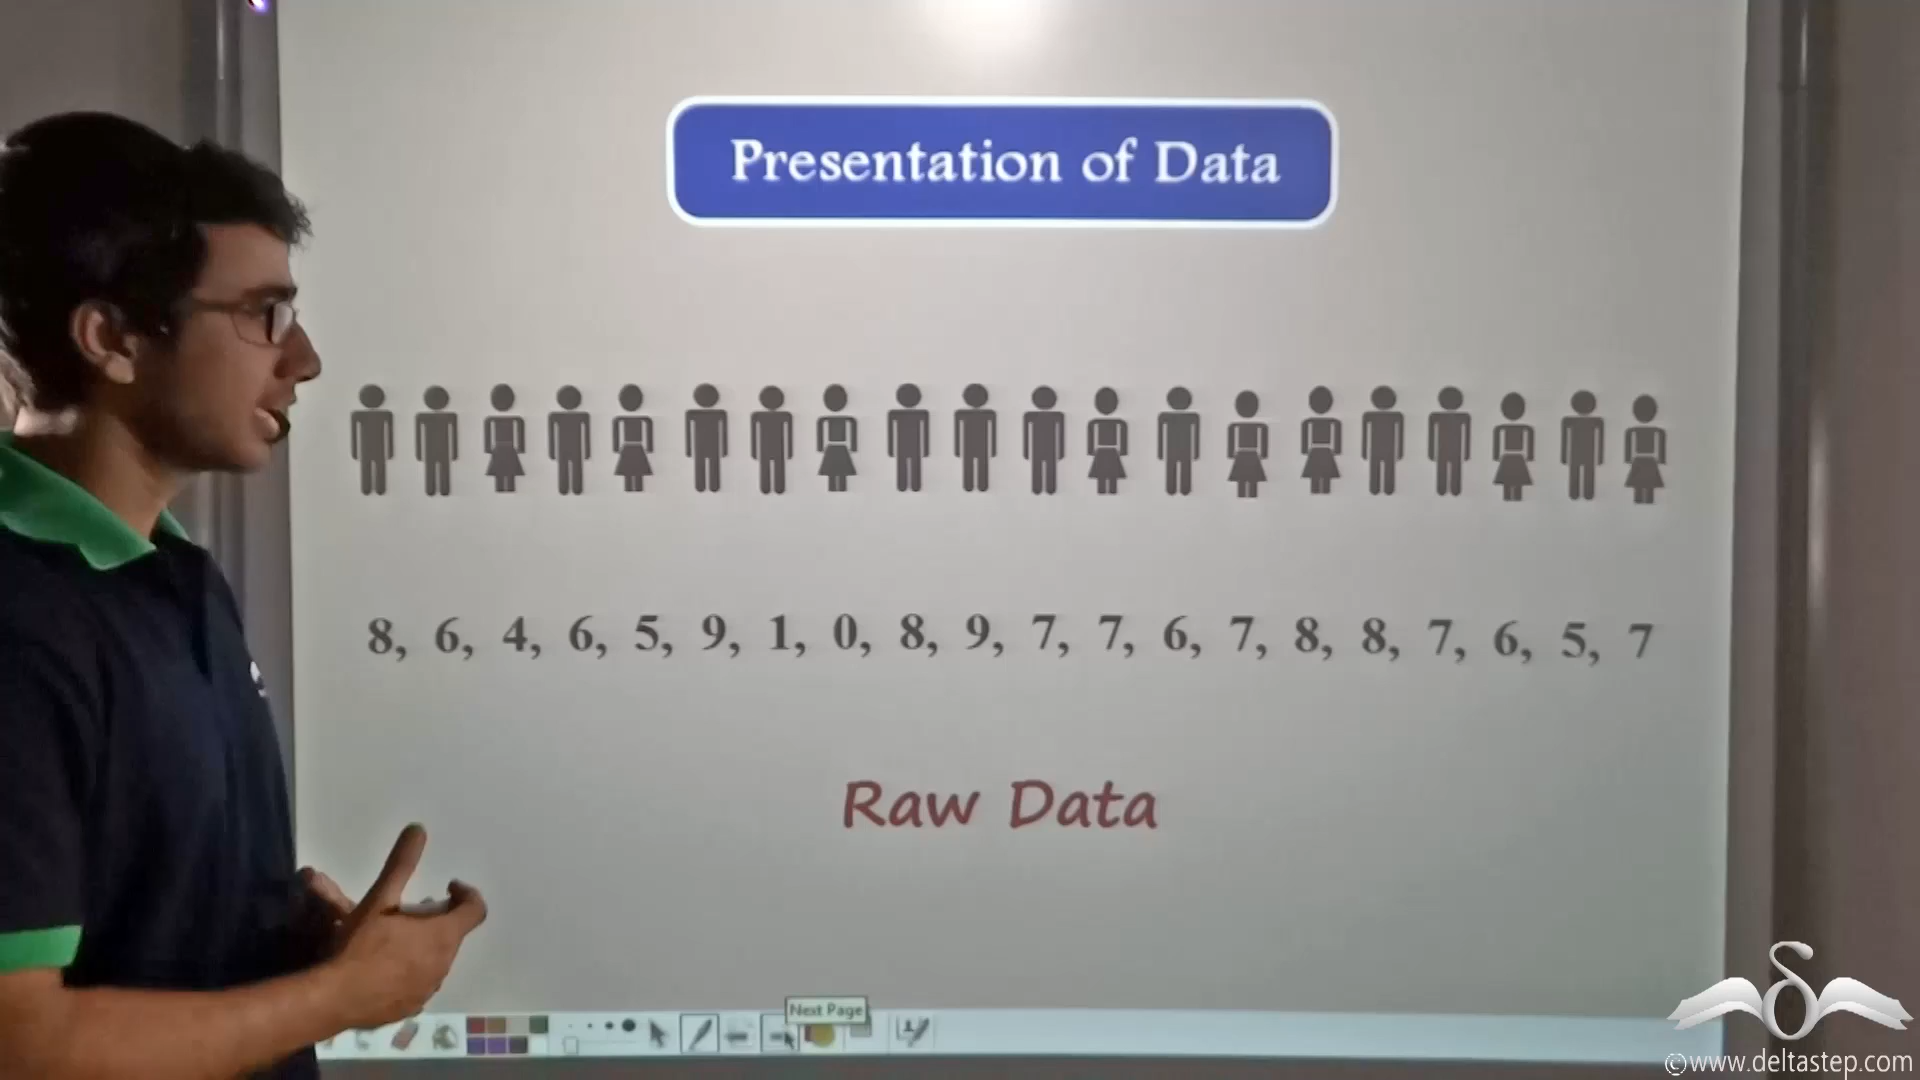 Presentation of Data
8, 6, 4, 6, 5, 9, 1, 0, 8, 9, 7, 7, 6, 7, 8, 8, 7, 6, 5, 7
Raw Data
Next Page
©www.deltastep.com